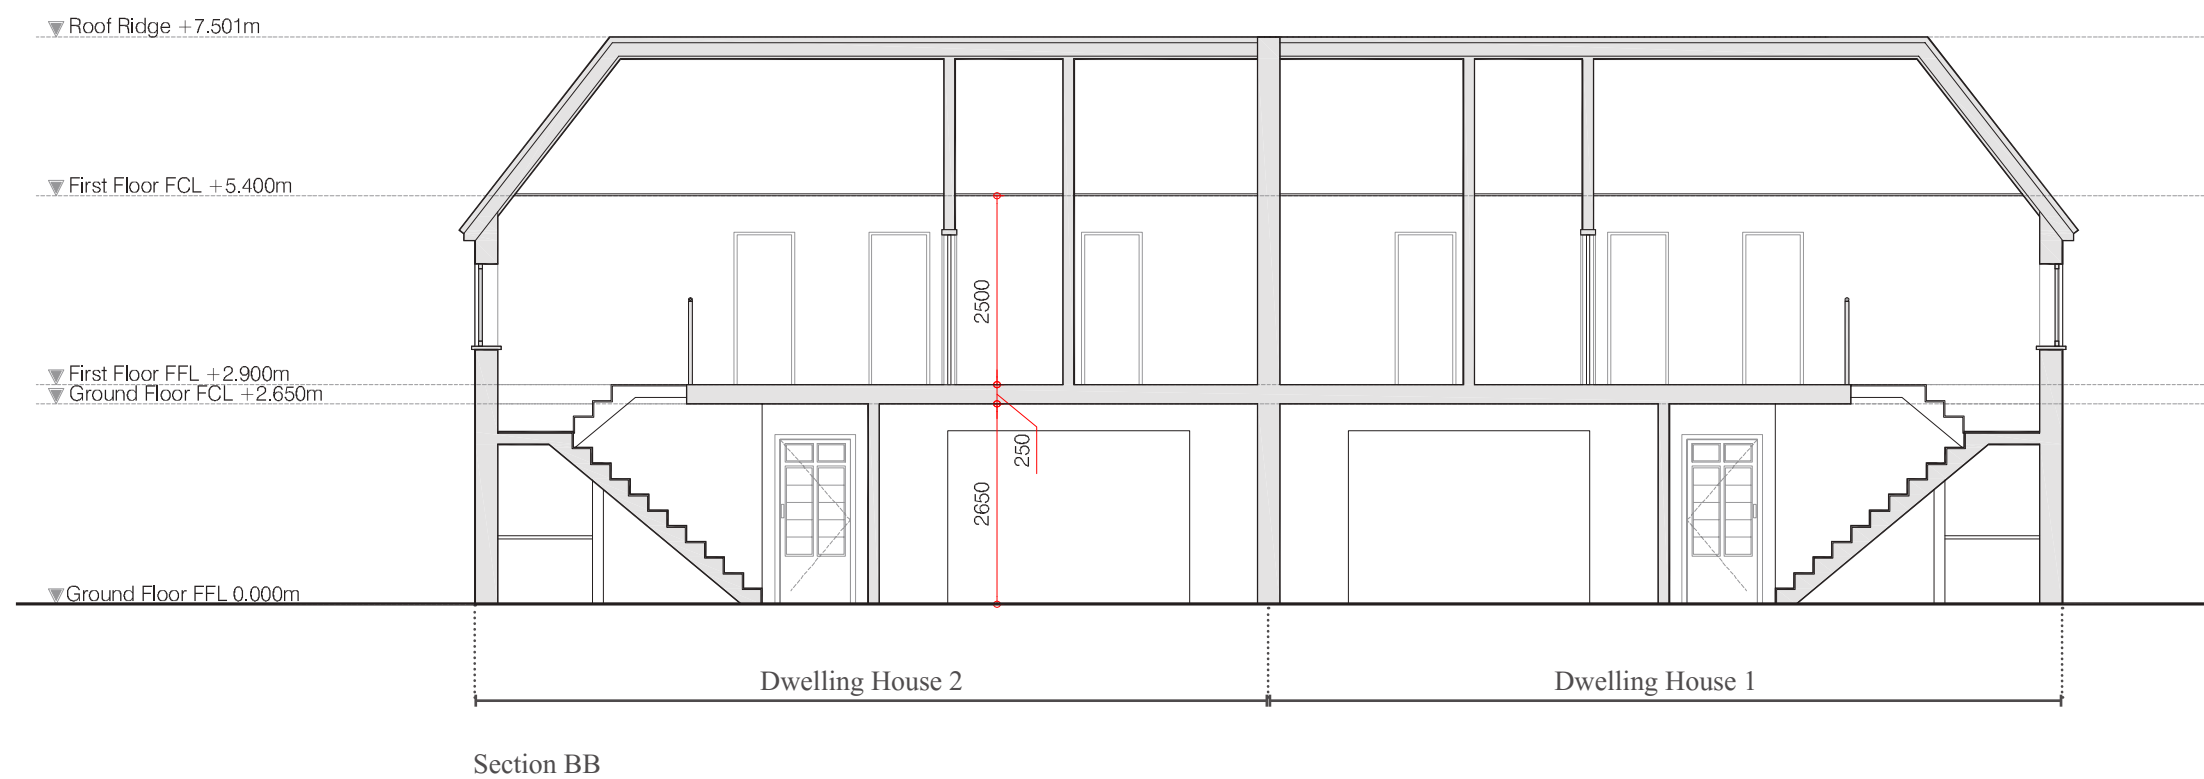 Roof Ridge +7.501m
First Floor FCL +5.400m
2500
First Floor FFL +2.900m
Ground Floor FCL +2.650m
250
2650
Ground Floor FFL 0.000m
Dwelling House 2
Dwelling House 1
Section BB